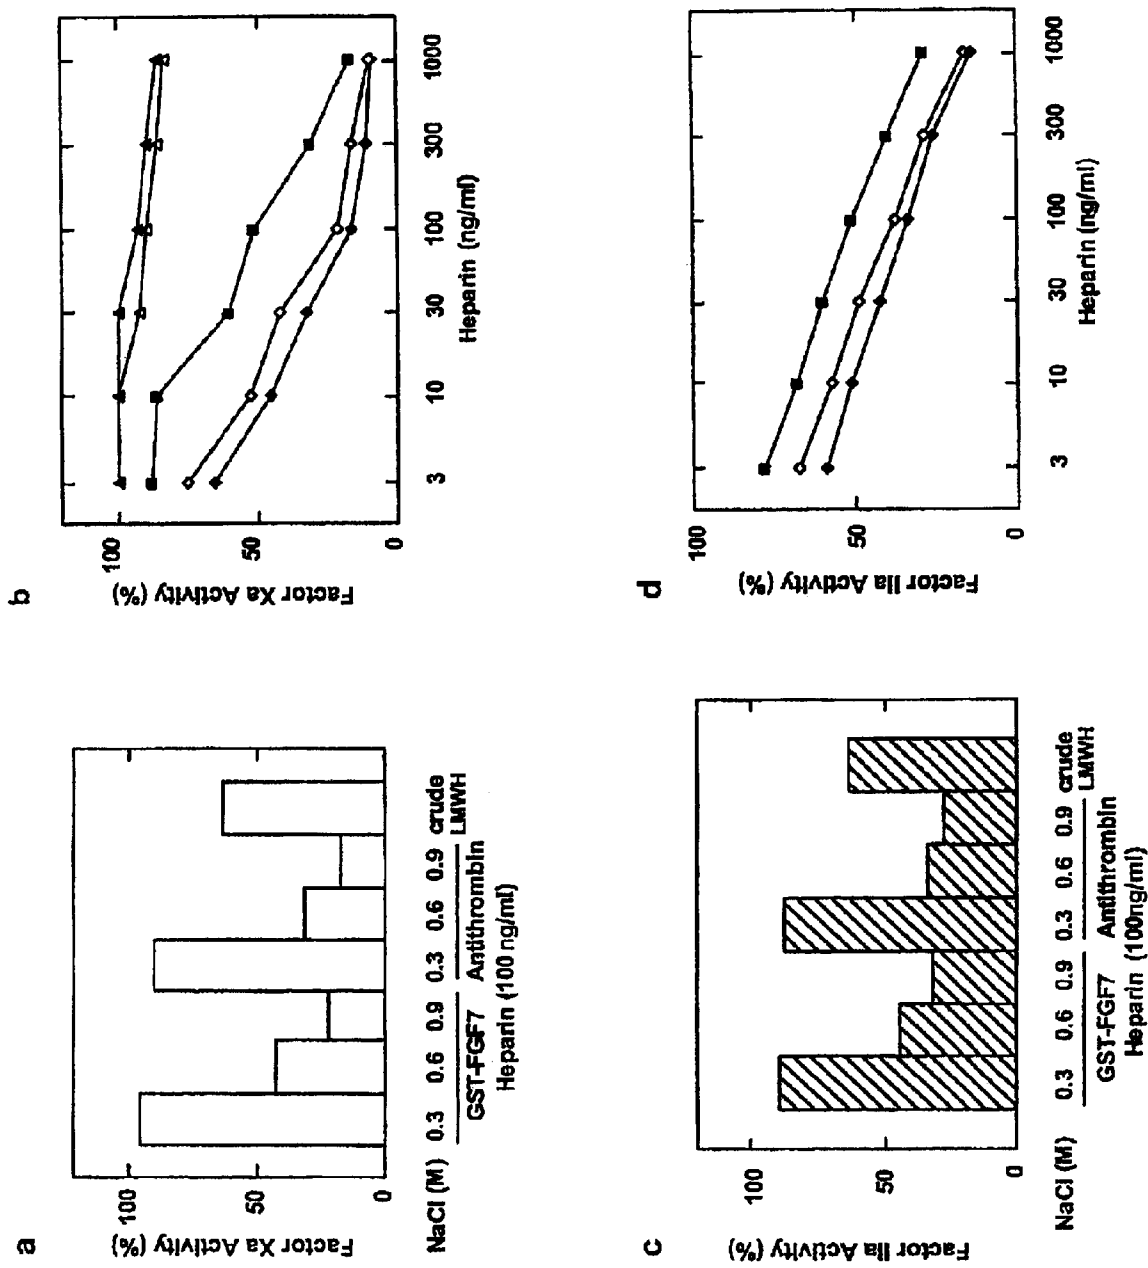 a
Factor Xa Activity (%)
100
50
0
NaCl (M)
0.3 0.6 0.9 0.3 0.6 0.9 crude
GST-FGF7 Antithrombin LMWH
Heparin (100 ng/ml)
b
Factor Xa Activity (%)
100
50
0
3 10 30 100 300 1000
Heparin (ng/ml)
c
Factor IIa Activity (%)
100
50
0
NaCl (M)
0.3 0.6 0.9 0.3 0.6 0.9 crude
GST-FGF7 Antithrombin LMWH
Heparin (100ng/ml)
d
Factor IIa Activity (%)
100
50
0
3 10 30 100 300 1000
Heparin (ng/ml)